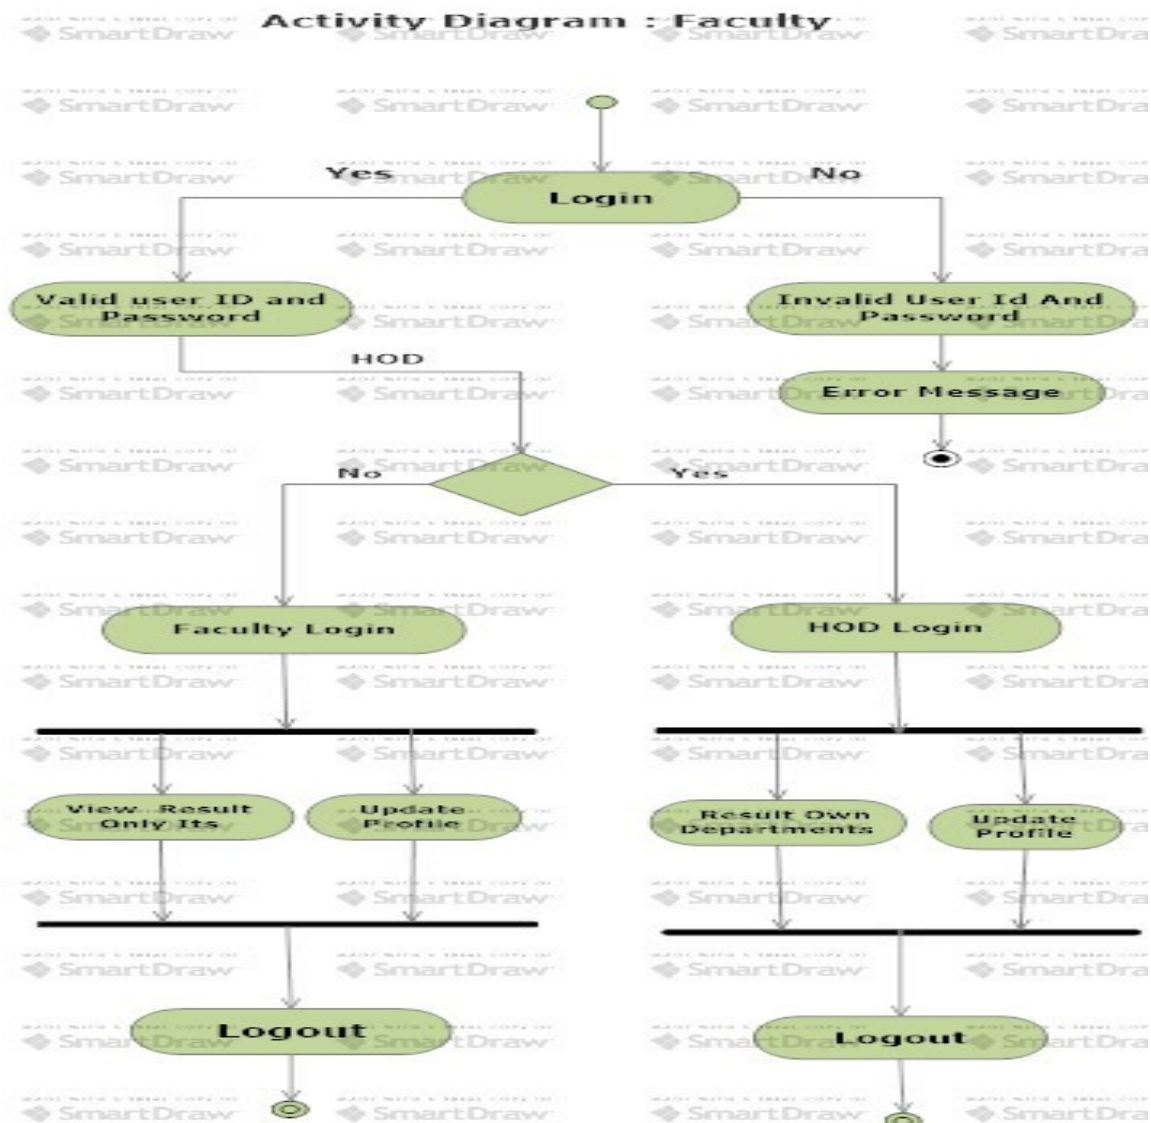 Activity Diagram : Faculty
Yes
No
Login
Valid user ID and
Password
Invalid User Id And
Password
HOD
Error Message
No
Yes
Faculty Login
HOD Login
View Result
Only Its
Update
Profile
Result Own
Departments
Update
Profile
Logout
Logout
SmartDraw